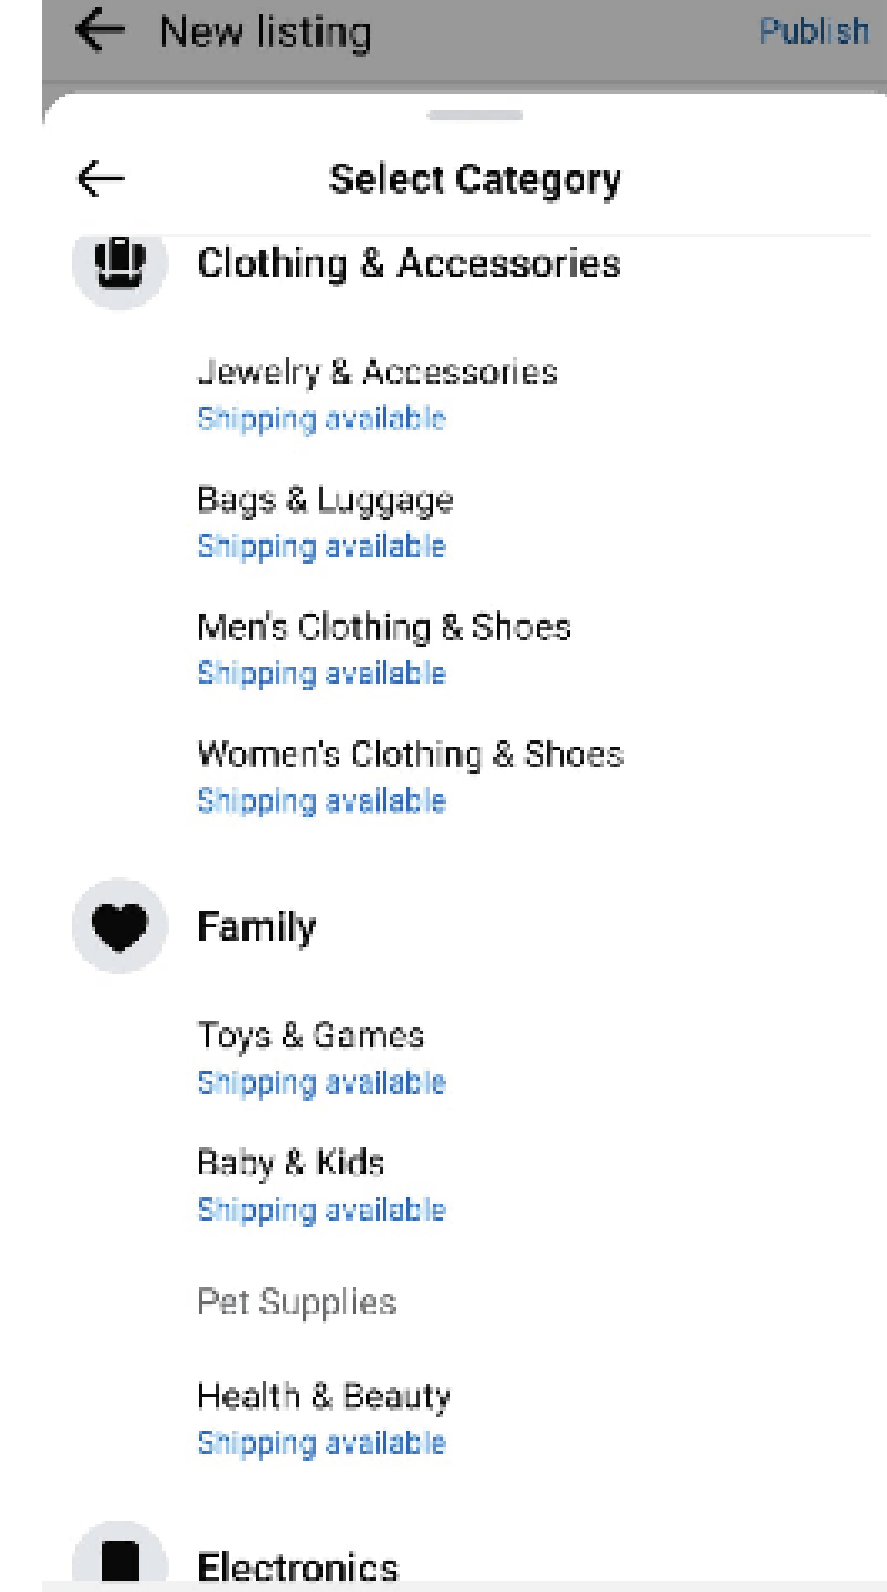 New listing
Publish
Select Category
Clothing & Accessories
Jewelry & Accessories
Shipping available
Bags & Luggage
Shipping available
Men's Clothing & Shoes
Shipping available
Women's Clothing & Shoes
Shipping available
Family
Toys & Games
Shipping available
Baby & Kids
Shipping available
Pet Supplies
Health & Beauty
Shipping available
Electronics